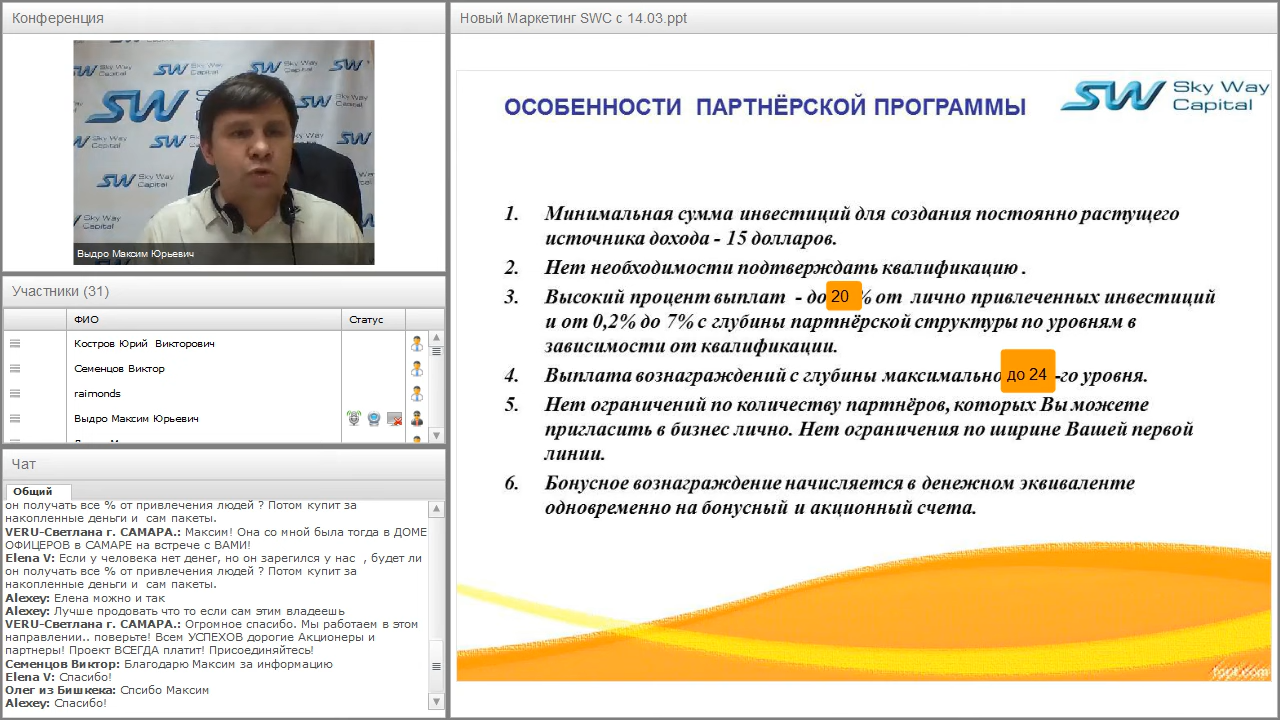 Конференция
SW Sky Way Capital
Выдро Максим Юрьевич
Участники (31)
ФИО
Статус
Костров Юрий Викторович
Семенцов Виктор
raimonds
Выдро Максим Юрьевич
Чат
Общий
он получать все % от привлечения людей ? Потом купит за
накопленные деньги и сам пакеты.
VERU-Светлана г. САМАРА.: Максим! Она со мной была тогда в ДОМЕ
ОФИЦЕРОВ в САМАРЕ на встрече с ВАМИ!
Elena V: Если у человека нет денег, но он зарегился у нас , будет ли
он получать все % от привлечения людей ? Потом купит за
накопленные деньги и сам пакеты.
Alexey: Елена можно и так
Alexey: Лучше продовать что то если сам этим владеешь
VERU-Светлана г. САМАРА.: Огромное спасибо. Мы работаем в этом
направлении.. поверьте! Всем УСПЕХОВ дорогие Акционеры и
партнеры! Проект ВСЕГДА платит! Присоединяйтесь!
Семенцов Виктор: Благодарю Максим за информацию
Elena V: Спасибо!
Олег из Бишкека: Спсибо Максим
Alexey: Спасибо!
Новый Маркетинг SWC с 14.03.ppt
SW Sky Way
Capital
ОСОБЕННОСТИ ПАРТНЁРСКОЙ ПРОГРАММЫ
1. Минимальная сумма инвестиций для создания постоянно растущего
источника дохода - 15 долларов.
2. Нет необходимости подтверждать квалификацию .
3. Высокий процент выплат - до 20 % от лично привлеченных инвестиций
и от 0,2% до 7% с глубины партнёрской структуры по уровням в
зависимости от квалификации.
4. Выплата вознаграждений с глубины максимально до 24 -го уровня.
5. Нет ограничений по количеству партнёров, которых Вы можете
пригласить в бизнес лично. Нет ограничения по ширине Вашей первой
линии.
6. Бонусное вознаграждение начисляется в денежном эквиваленте
одновременно на бонусный и акционный счета.
fppt.com